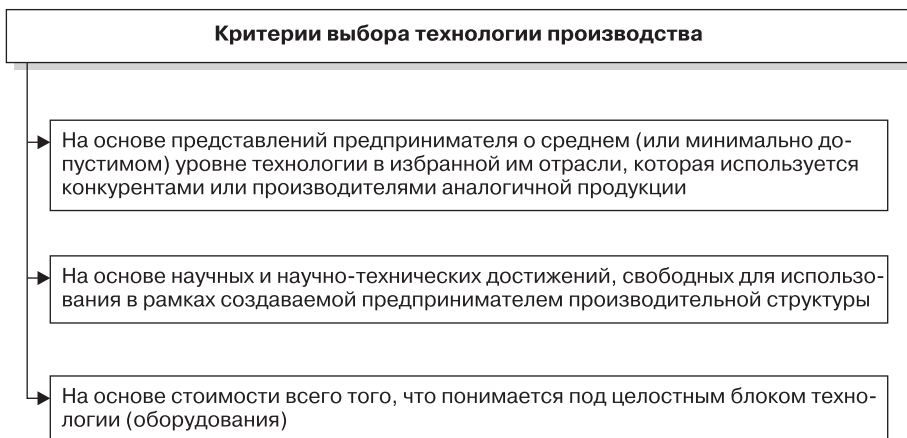 Критерии выбора технологии производства
На основе представлений предпринимателя о среднем (или минимально до-
пустимом) уровне технологии в избранной им отрасли, которая используется
конкурентами или производителями аналогичной продукции
На основе научных и научно-технических достижений, свободных для использо-
вания в рамках создаваемой предпринимателем производительной структуры
На основе стоимости всего того, что понимается под целостным блоком техно-
логии (оборудования)